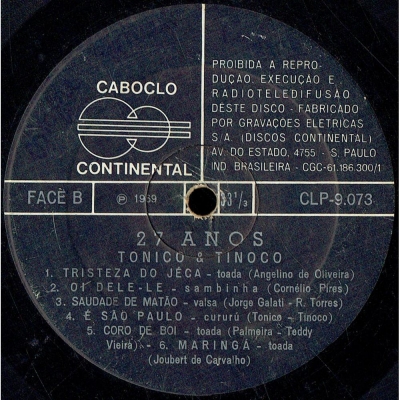 CABOCLO
CONTINENTAL
PROIBIDA A REPRO-
DUÇÃO, EXECUÇÃO E
RADIOTELEDIFUSÃO
DESTE DISCO - FABRICADO
POR GRAVAÇÕES ELÉTRICAS
S/A. (DISCOS CONTINENTAL)
AV. DO ESTADO, 4755 - S. PAULO
IND. BRASILEIRA - CGC-61.186.300/1
FACE B
Ⓟ 1969
33 1/3
CLP-9.073
27 ANOS
TONICO & TINOCO
1. TRISTEZA DO JÉCA - toada (Angelino de Oliveira)
2. OI DELE-LE - sambinha (Cornélio Pires)
3. SAUDADE DE MATÃO - valsa (Jorge Galati - R. Torres)
4. É SÃO PAULO - cururú (Tonico - Tinoco)
5. CORO DE BOI - toada (Palmeira - Teddy
Vieira) - 6. MARINGÁ - toada
(Joubert de Carvalho)